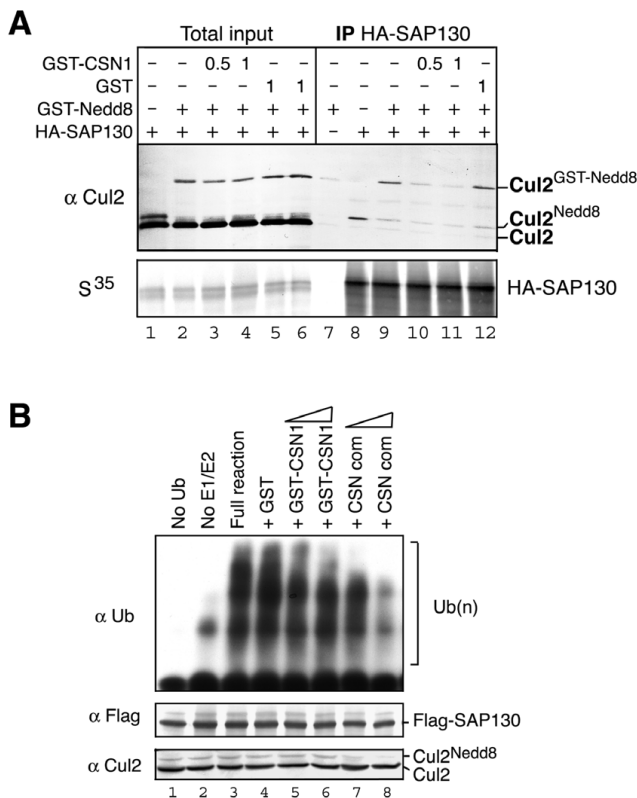 A
Total input IP HA-SAP130
GST-CSN1 – – 0.5 1 – – – – – 0.5 1 –
GST – – – – 1 1 – – – – – 1
GST-Nedd8 – + + + + + + – + + + +
HA-SAP130 + + + + + + – + + + + +
α Cul2
Cul2GST-Nedd8
Cul2Nedd8
Cul2
S35 HA-SAP130
1 2 3 4 5 6 7 8 9 10 11 12
B
No Ub
No E1/E2
Full reaction
+ GST
+ GST-CSN1
+ GST-CSN1
+ CSN com
+ CSN com
α Ub Ub(n)
α Flag Flag-SAP130
α Cul2 Cul2Nedd8
Cul2
1 2 3 4 5 6 7 8